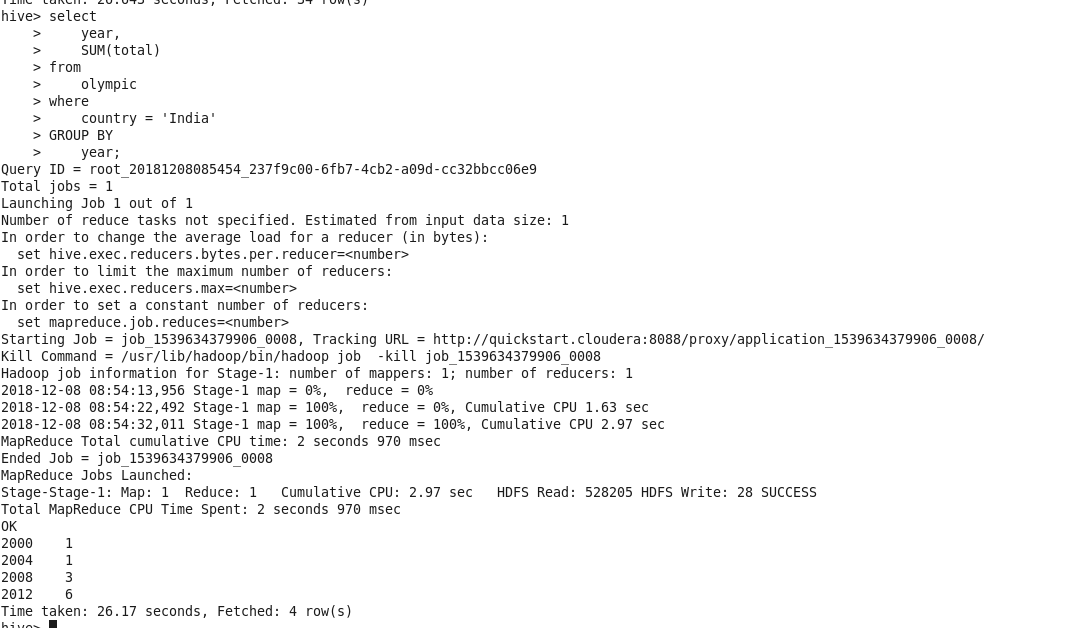 Time taken: 26.043 seconds, Fetched: 34 row(s)
hive> select
    >     year,
    >     SUM(total)
    > from
    >     olympic
    > where
    >     country = 'India'
    > GROUP BY
    >     year;
Query ID = root_20181208085454_237f9c00-6fb7-4cb2-a09d-cc32bbcc06e9
Total jobs = 1
Launching Job 1 out of 1
Number of reduce tasks not specified. Estimated from input data size: 1
In order to change the average load for a reducer (in bytes):
  set hive.exec.reducers.bytes.per.reducer=<number>
In order to limit the maximum number of reducers:
  set hive.exec.reducers.max=<number>
In order to set a constant number of reducers:
  set mapreduce.job.reduces=<number>
Starting Job = job_1539634379906_0008, Tracking URL = http://quickstart.cloudera:8088/proxy/application_1539634379906_0008/
Kill Command = /usr/lib/hadoop/bin/hadoop job  -kill job_1539634379906_0008
Hadoop job information for Stage-1: number of mappers: 1; number of reducers: 1
2018-12-08 08:54:13,956 Stage-1 map = 0%,  reduce = 0%
2018-12-08 08:54:22,492 Stage-1 map = 100%,  reduce = 0%, Cumulative CPU 1.63 sec
2018-12-08 08:54:32,011 Stage-1 map = 100%,  reduce = 100%, Cumulative CPU 2.97 sec
MapReduce Total cumulative CPU time: 2 seconds 970 msec
Ended Job = job_1539634379906_0008
MapReduce Jobs Launched:
Stage-Stage-1: Map: 1  Reduce: 1   Cumulative CPU: 2.97 sec   HDFS Read: 528205 HDFS Write: 28 SUCCESS
Total MapReduce CPU Time Spent: 2 seconds 970 msec
OK
2000    1
2004    1
2008    3
2012    6
Time taken: 26.17 seconds, Fetched: 4 row(s)
hive>